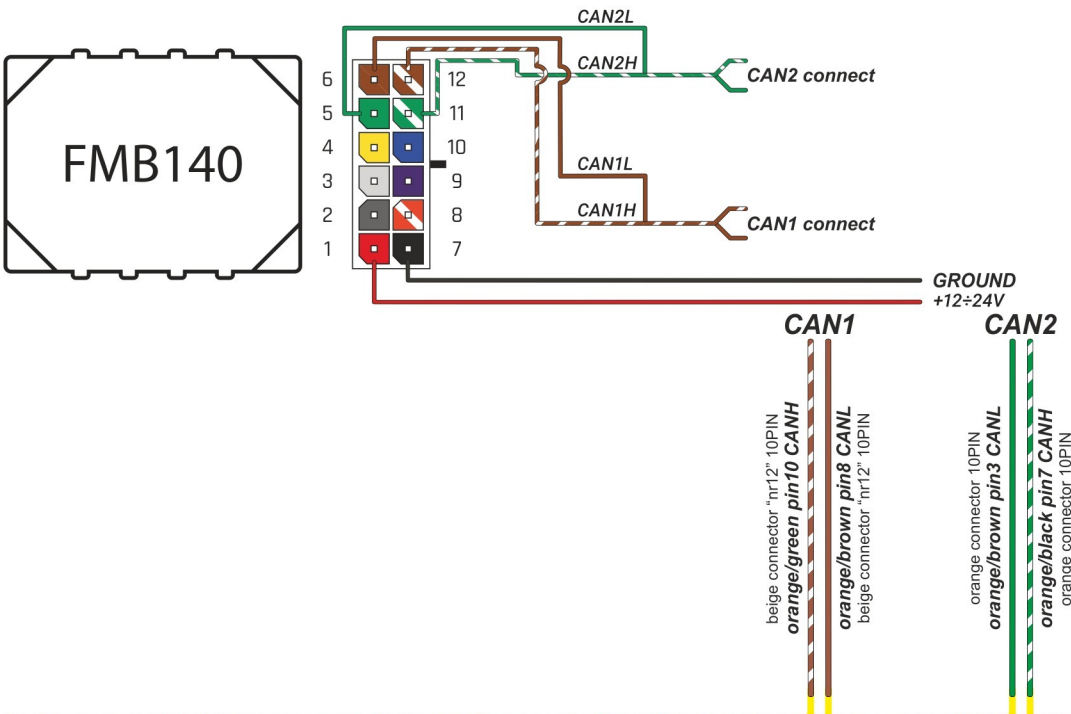 CAN2L
CAN2H
CAN2 connect
FMB140
6 12
5 11
4 10
3 9
2 8
1 7
CAN1L
CAN1H
CAN1 connect
GROUND
+12÷24V
CAN1
CAN2
beige connector “nr12” 10PIN
orange/green pin10 CANH
orange/brown pin8 CANL
beige connector “nr12” 10PIN
orange connector 10PIN
orange/brown pin3 CANL
orange/black pin7 CANH
orange connector 10PIN